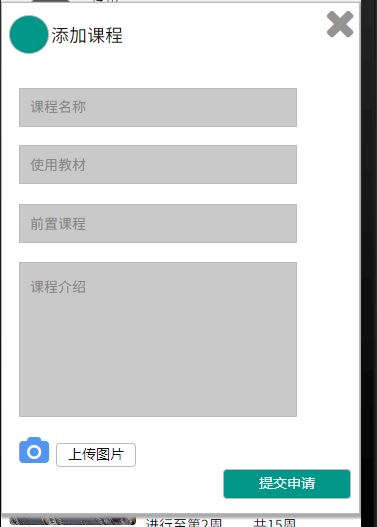 添加课程
课程名称
使用教材
前置课程
课程介绍
上传图片
提交申请
进行至第2周 共15周